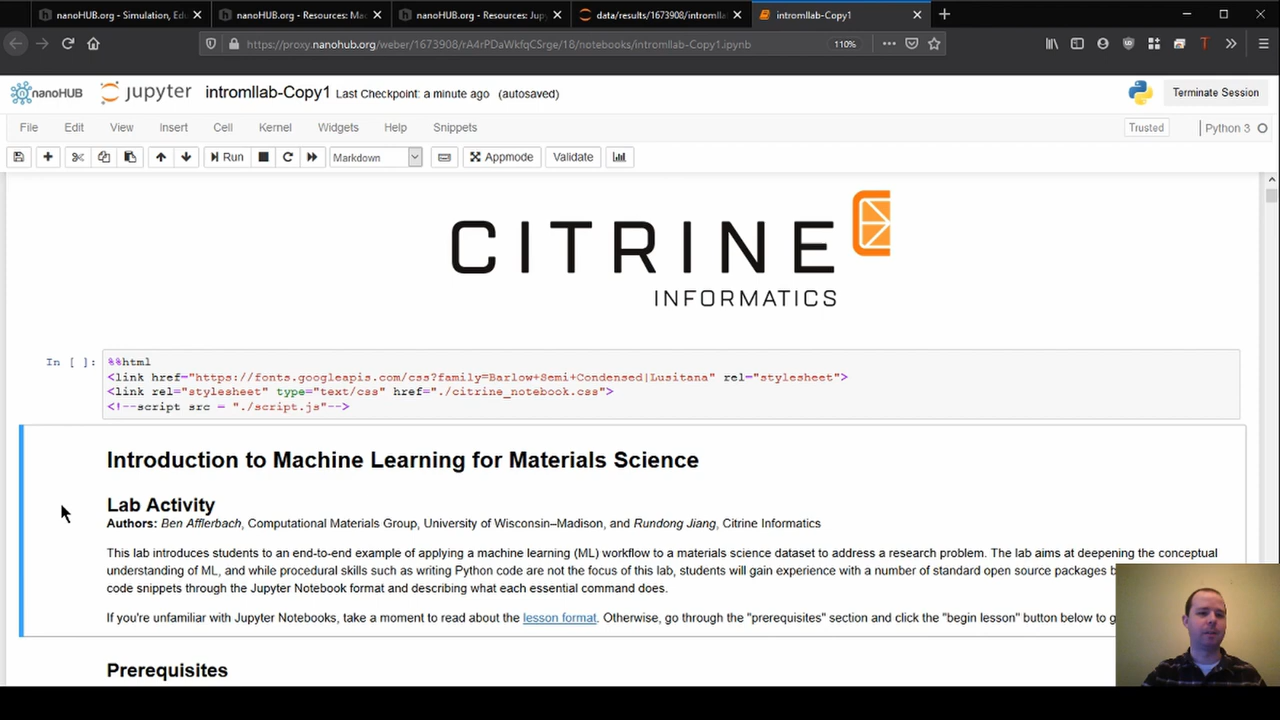 nanoHUB.org - Simulation, Ed
nanoHUB.org - Resources: Ma
nanoHUB.org - Resources: Jup
data/results/1673908/intromlla
intromllab-Copy1
https://proxy.nanohub.org/weber/1673908/rA4rPDaWkfqCSrge/18/notebooks/intromllab-Copy1.ipynb
110%
nanoHUB jupyter intromllab-Copy1 Last Checkpoint: a minute ago (autosaved)
Terminate Session
File Edit View Insert Cell Kernel Widgets Help Snippets
Trusted
Python 3
Run
Markdown
Appmode
Validate
CITRINE
INFORMATICS
In [ ]:
%%html
<link href="https://fonts.googleapis.com/css?family=Barlow+Semi+Condensed|Lusitana" rel="stylesheet">
<link rel="stylesheet" type="text/css" href="./citrine_notebook.css">
<!--script src = "./script.js"-->
Introduction to Machine Learning for Materials Science
Lab Activity
Authors: Ben Afflerbach, Computational Materials Group, University of Wisconsin–Madison, and Rundong Jiang, Citrine Informatics
This lab introduces students to an end-to-end example of applying a machine learning (ML) workflow to a materials science dataset to address a research problem. The lab aims at deepening the conceptual
understanding of ML, and while procedural skills such as writing Python code are not the focus of this lab, students will gain experience with a number of standard open source packages b
code snippets through the Jupyter Notebook format and describing what each essential command does.
If you're unfamiliar with Jupyter Notebooks, take a moment to read about the lesson format. Otherwise, go through the "prerequisites" section and click the "begin lesson" button below to g
Prerequisites